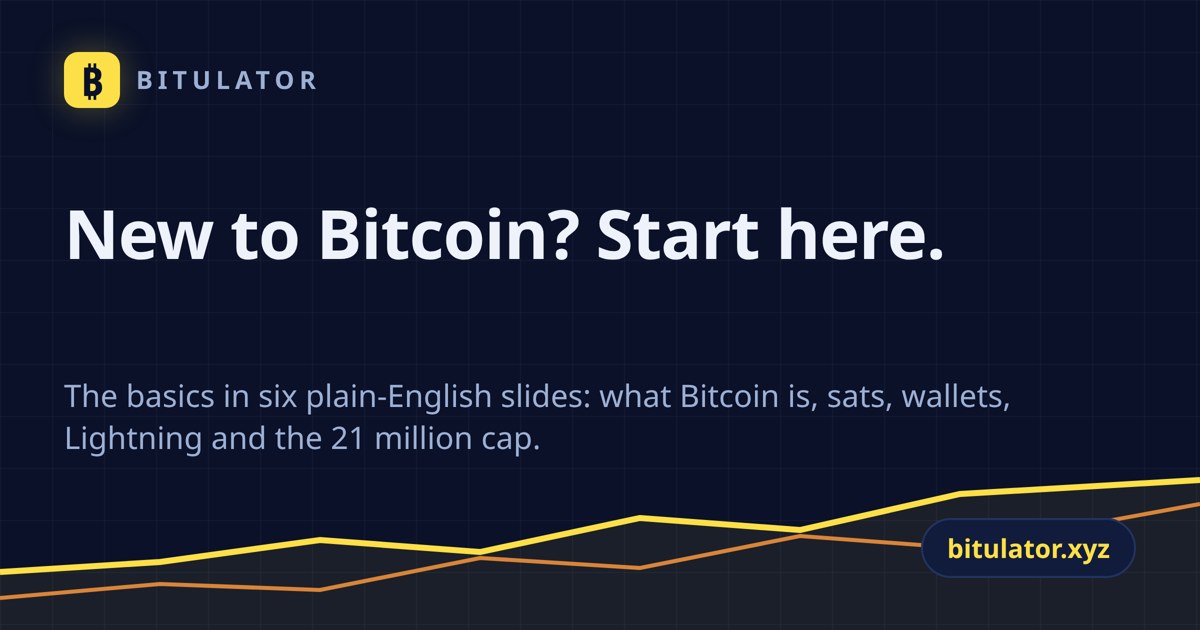 BITULATOR
New to Bitcoin? Start here.
The basics in six plain-English slides: what Bitcoin is, sats, wallets,
Lightning and the 21 million cap.
bitulator.xyz